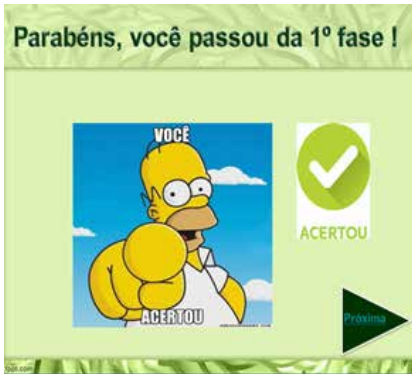 Parabéns, você passou da 1º fase !
VOCÊ
ACERTOU
ACERTOU
Próxima